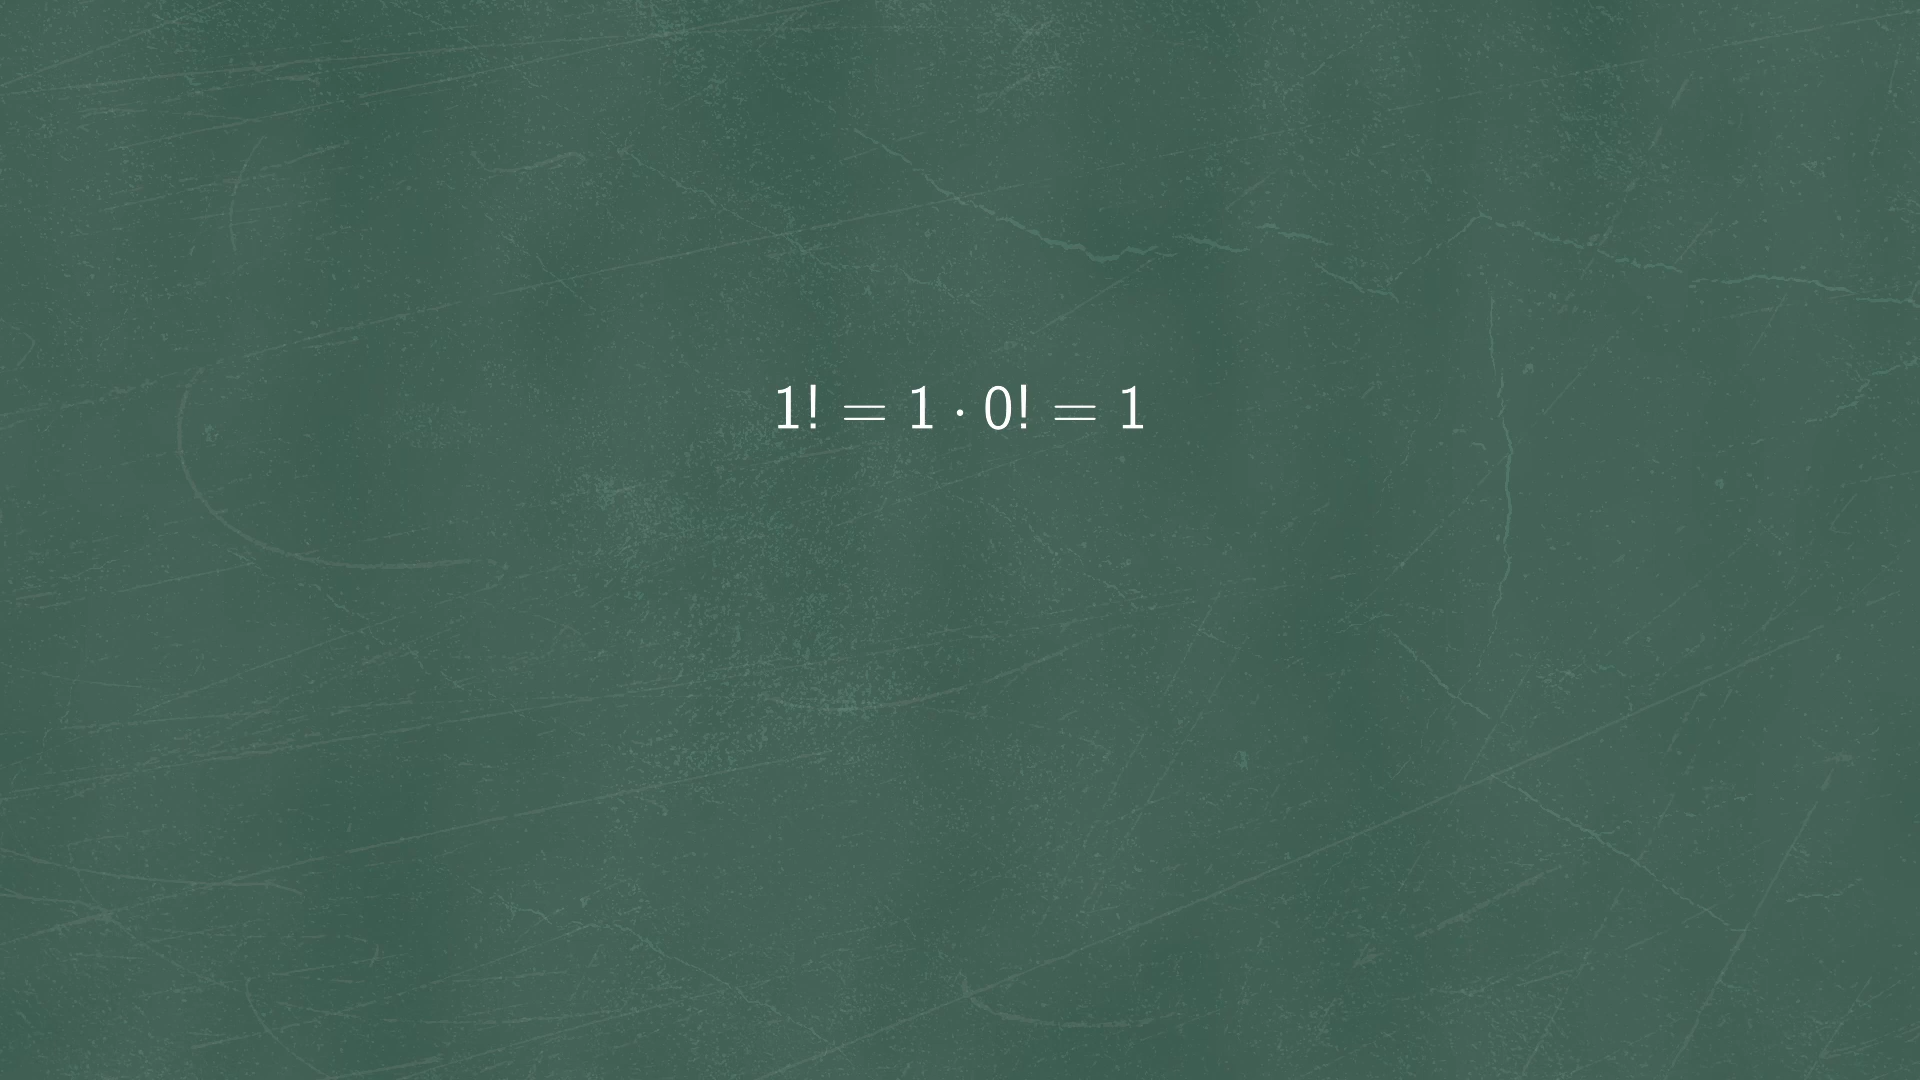 1! = 1 · 0! = 1